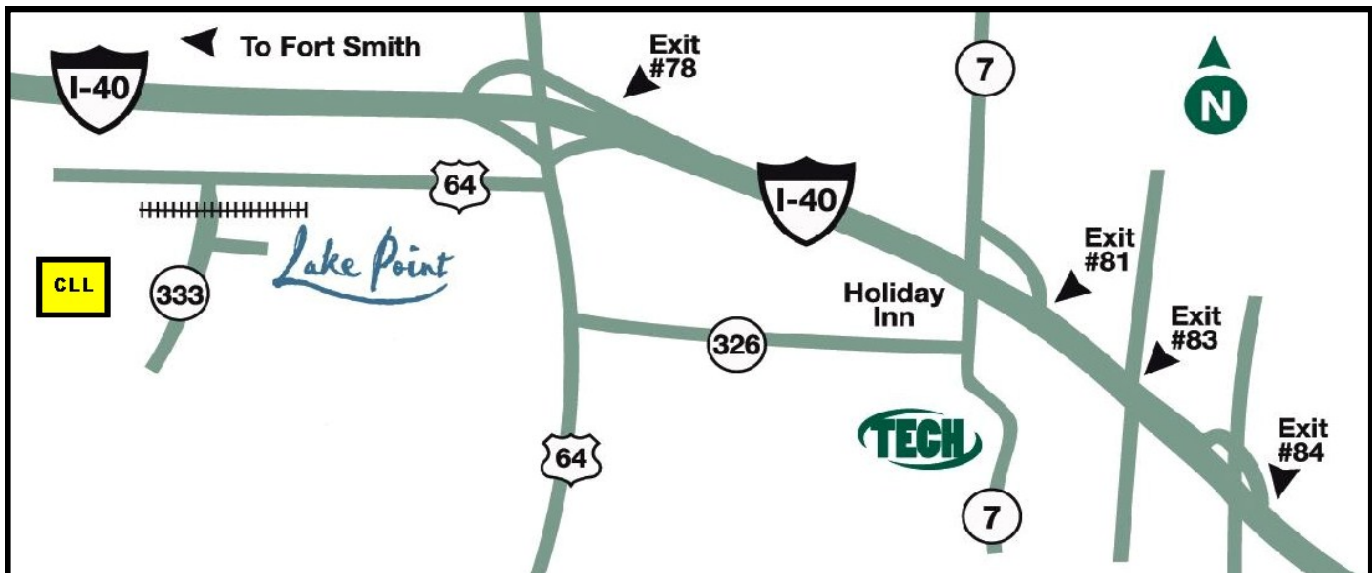 To Fort Smith
Exit
#78
7
I-40
N
64
I-40
Exit
#81
CLL
333
Lake Point
Holiday
Inn
326
Exit
#83
TECH
Exit
#84
64
7